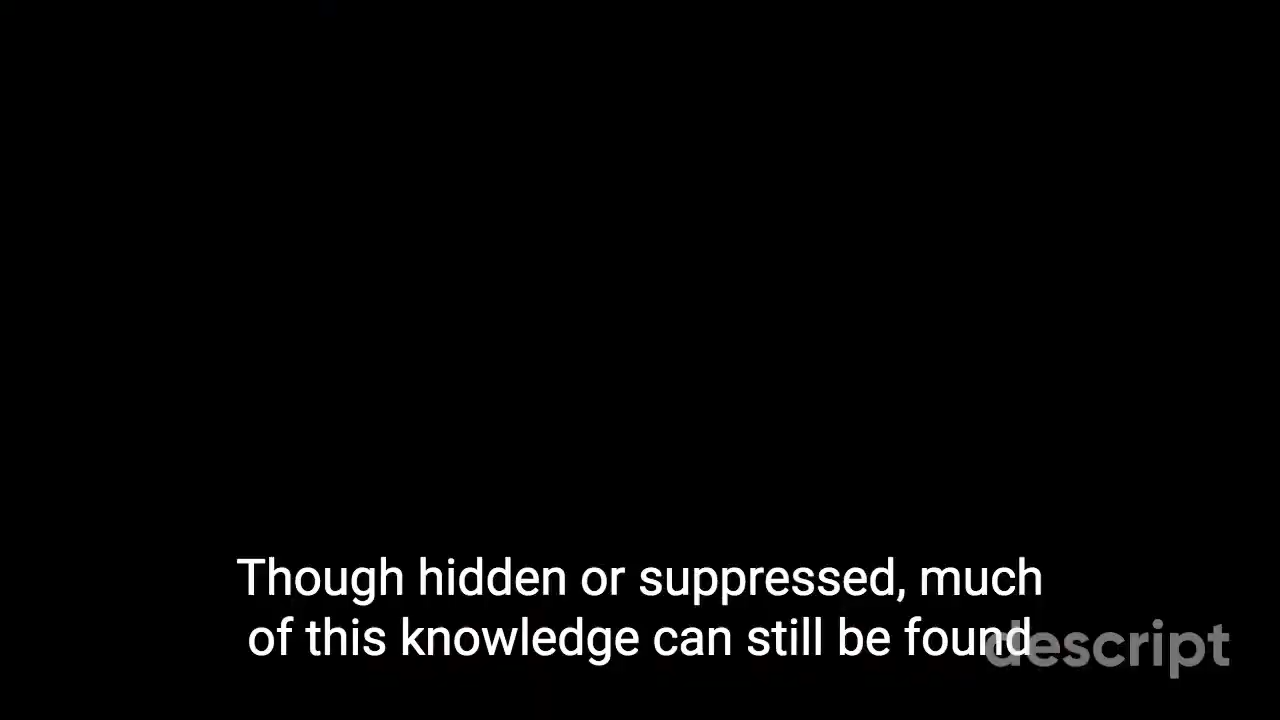 Though hidden or suppressed, much
of this knowledge can still be found
descript